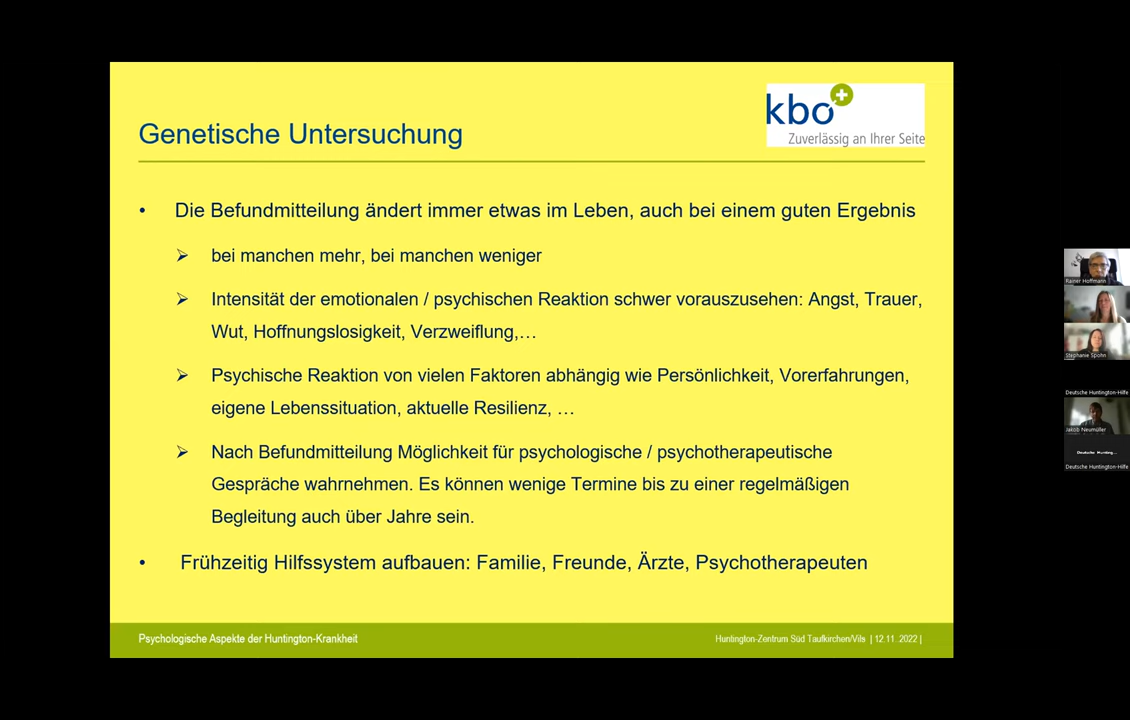 kbo
Zuverlässig an Ihrer Seite
Genetische Untersuchung
• Die Befundmitteilung ändert immer etwas im Leben, auch bei einem guten Ergebnis
➢ bei manchen mehr, bei manchen weniger
➢ Intensität der emotionalen / psychischen Reaktion schwer vorauszusehen: Angst, Trauer,
Wut, Hoffnungslosigkeit, Verzweiflung,…
➢ Psychische Reaktion von vielen Faktoren abhängig wie Persönlichkeit, Vorerfahrungen,
eigene Lebenssituation, aktuelle Resilienz, …
➢ Nach Befundmitteilung Möglichkeit für psychologische / psychotherapeutische
Gespräche wahrnehmen. Es können wenige Termine bis zu einer regelmäßigen
Begleitung auch über Jahre sein.
• Frühzeitig Hilfssystem aufbauen: Familie, Freunde, Ärzte, Psychotherapeuten
Psychologische Aspekte der Huntington-Krankheit
Huntington-Zentrum Süd Taufkirchen/Vils | 12.11.2022 |
Rainer Hoffmann
Stephanie Spohn
Deutsche Huntington-Hilfe
Jakob Neumüller
Deutsche Hunting...
Deutsche Huntington-Hilfe